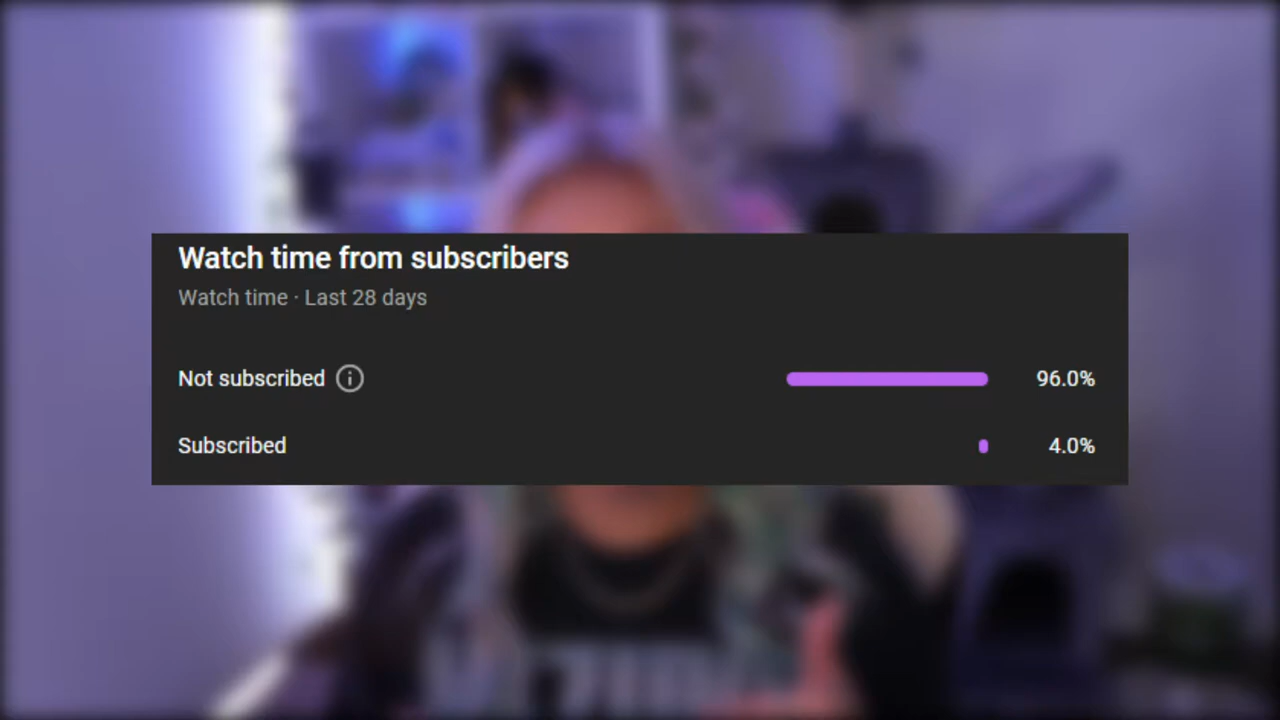 Watch time from subscribers
Watch time · Last 28 days
Not subscribed 96.0%
Subscribed 4.0%